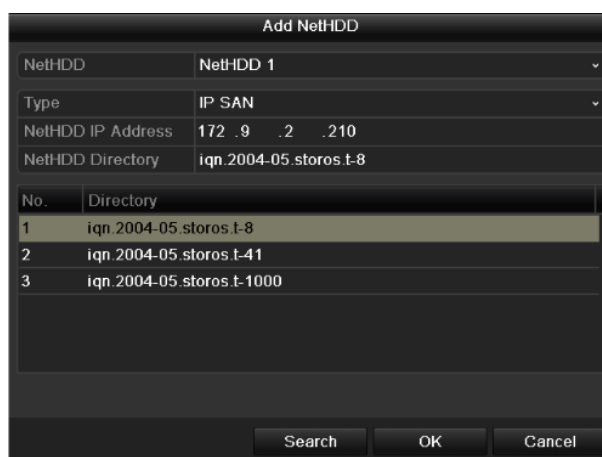 Add NetHDD
NetHDD NetHDD 1
Type IP SAN
NetHDD IP Address 172 .9 .2 .210
NetHDD Directory iqn.2004-05.storos.t-8
No. Directory
1 iqn.2004-05.storos.t-8
2 iqn.2004-05.storos.t-41
3 iqn.2004-05.storos.t-1000
Search OK Cancel